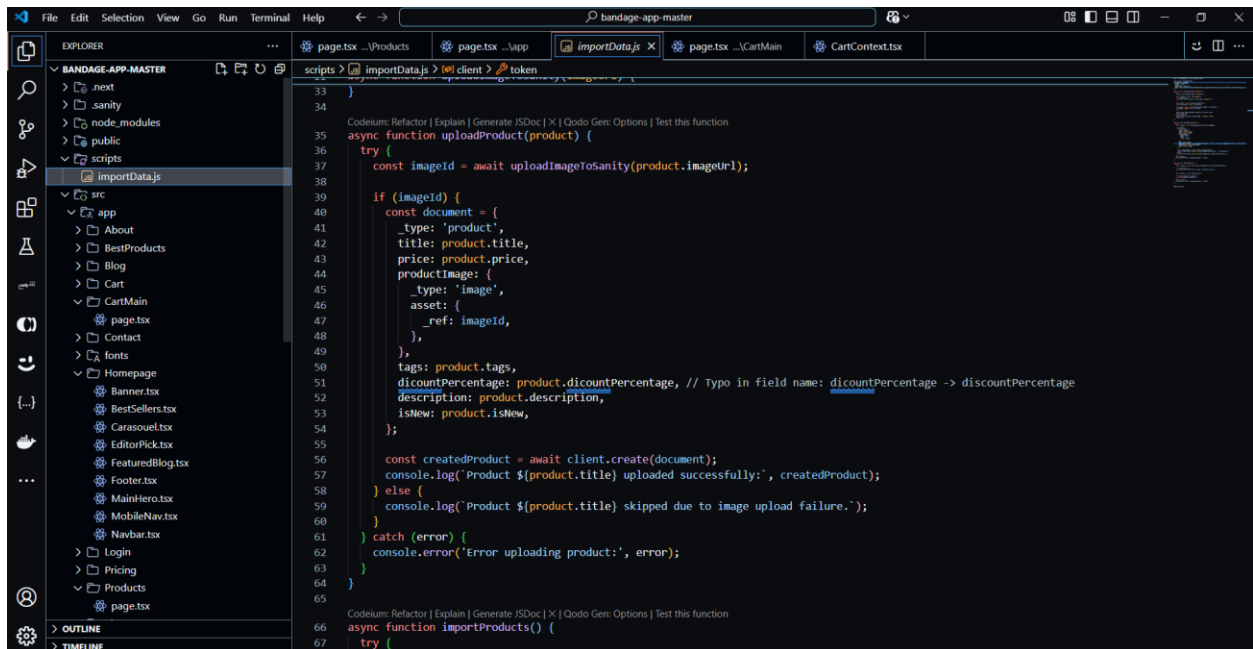 File Edit Selection View Go Run Terminal Help
bandage-app-master
EXPLORER
BANDAGE-APP-MASTER
.next
.sanity
node_modules
public
scripts
importData.js
src
app
About
BestProducts
Blog
Cart
CartMain
page.tsx
Contact
fonts
Homepage
Banner.tsx
BestSellers.tsx
Carasouel.tsx
EditorPick.tsx
FeaturedBlog.tsx
Footer.tsx
MainHero.tsx
MobileNav.tsx
Navbar.tsx
Login
Pricing
Products
page.tsx
OUTLINE
TIMELINE
page.tsx ...\Products page.tsx ...\app importData.js page.tsx ...\CartMain CartContext.tsx
scripts > importData.js > client > token
33 }
34
Codeium: Refactor | Explain | Generate JSDoc | X | Qodo Gen: Options | Test this function
35 async function uploadProduct(product) {
36 try {
37 const imageId = await uploadImageToSanity(product.imageUrl);
38
39 if (imageId) {
40 const document = {
41 _type: 'product',
42 title: product.title,
43 price: product.price,
44 productImage: {
45 _type: 'image',
46 asset: {
47 _ref: imageId,
48 },
49 },
50 tags: product.tags,
51 dicountPercentage: product.dicountPercentage, // Typo in field name: dicountPercentage -> discountPercentage
52 description: product.description,
53 isNew: product.isNew,
54 };
55
56 const createdProduct = await client.create(document);
57 console.log(`Product ${product.title} uploaded successfully:`, createdProduct);
58 } else {
59 console.log(`Product ${product.title} skipped due to image upload failure.`);
60 }
61 } catch (error) {
62 console.error('Error uploading product:', error);
63 }
64 }
65
Codeium: Refactor | Explain | Generate JSDoc | X | Qodo Gen: Options | Test this function
66 async function importProducts() {
67 try {